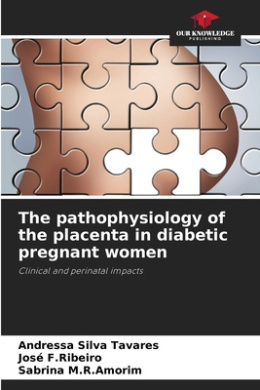 OUR KNOWLEDGE
PUBLISHING
The pathophysiology of
the placenta in diabetic
pregnant women
Clinical and perinatal impacts
Andressa Silva Tavares
José F.Ribeiro
Sabrina M.R.Amorim